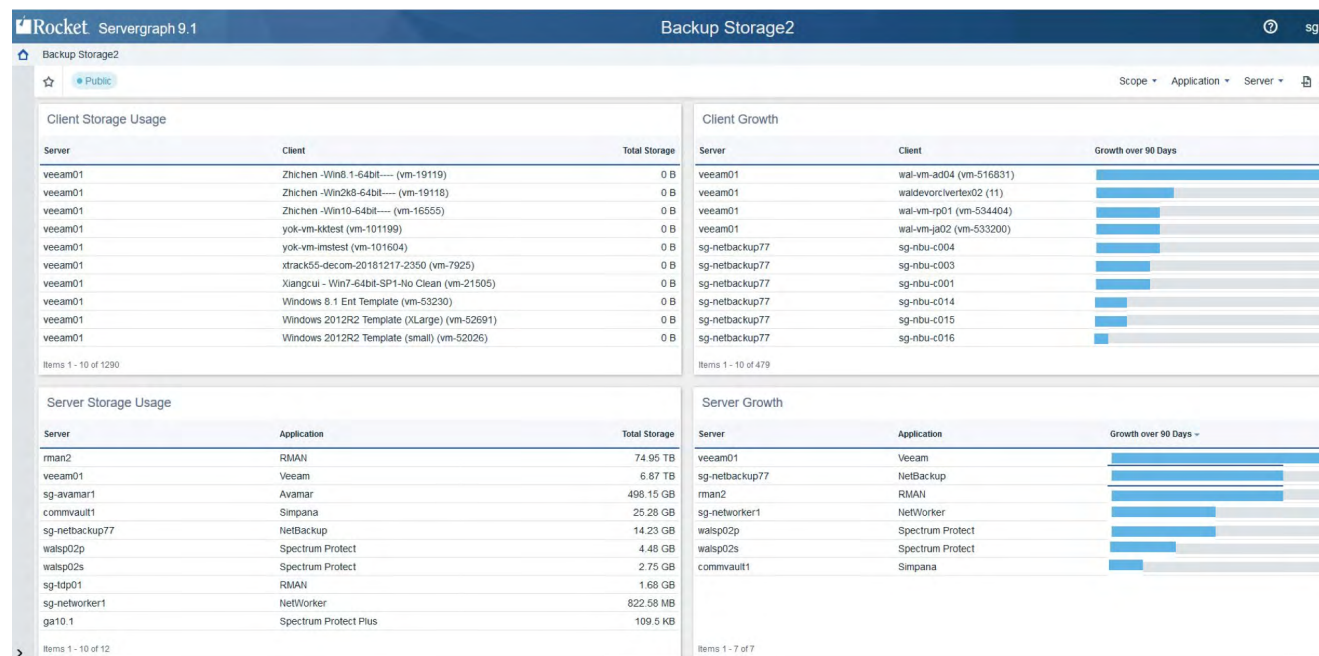 Rocket. Servergraph 9.1 Backup Storage2 sg
Backup Storage2
Public Scope Application Server
Client Storage Usage
Server Client Total Storage
veeam01 Zhichen -Win8.1-64bit---- (vm-19119) 0 B
veeam01 Zhichen -Win2k8-64bit---- (vm-19118) 0 B
veeam01 Zhichen -Win10-64bit---- (vm-16555) 0 B
veeam01 yok-vm-kktest (vm-101199) 0 B
veeam01 yok-vm-imstest (vm-101604) 0 B
veeam01 xtrack55-decom-20181217-2350 (vm-7925) 0 B
veeam01 Xiangcui - Win7-64bit-SP1-No Clean (vm-21505) 0 B
veeam01 Windows 8.1 Ent Template (vm-53230) 0 B
veeam01 Windows 2012R2 Template (XLarge) (vm-52691) 0 B
veeam01 Windows 2012R2 Template (small) (vm-52026) 0 B
Items 1 - 10 of 1290
Client Growth
Server Client Growth over 90 Days
veeam01 wal-vm-ad04 (vm-516831)
veeam01 waldevorclvertex02 (11)
veeam01 wal-vm-rp01 (vm-534404)
veeam01 wal-vm-ja02 (vm-533200)
sg-netbackup77 sg-nbu-c004
sg-netbackup77 sg-nbu-c003
sg-netbackup77 sg-nbu-c001
sg-netbackup77 sg-nbu-c014
sg-netbackup77 sg-nbu-c015
sg-netbackup77 sg-nbu-c016
Items 1 - 10 of 479
Server Storage Usage
Server Application Total Storage
rman2 RMAN 74.95 TB
veeam01 Veeam 6.87 TB
sg-avamar1 Avamar 498.15 GB
commvault1 Simpana 25.28 GB
sg-netbackup77 NetBackup 14.23 GB
walsp02p Spectrum Protect 4.48 GB
walsp02s Spectrum Protect 2.75 GB
sg-tdp01 RMAN 1.68 GB
sg-networker1 NetWorker 822.58 MB
ga10.1 Spectrum Protect Plus 109.5 KB
Items 1 - 10 of 12
Server Growth
Server Application Growth over 90 Days
veeam01 Veeam
sg-netbackup77 NetBackup
rman2 RMAN
sg-networker1 NetWorker
walsp02p Spectrum Protect
walsp02s Spectrum Protect
commvault1 Simpana
Items 1 - 7 of 7